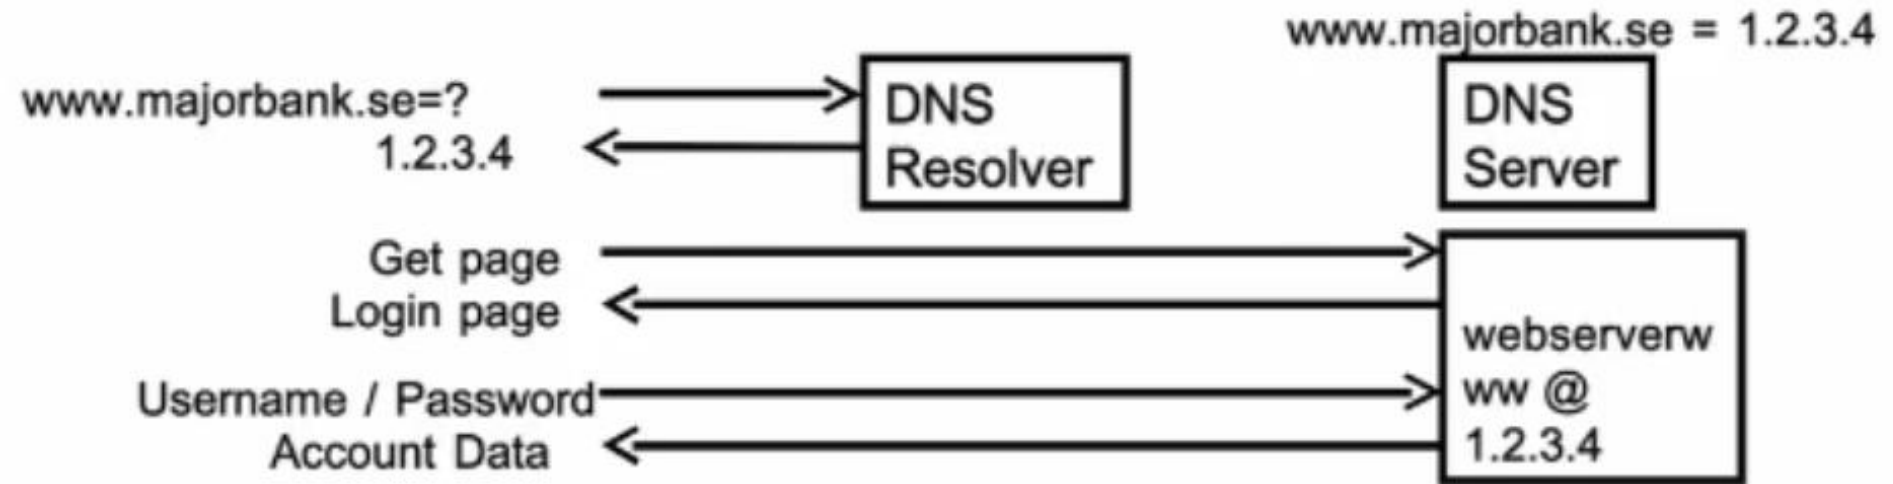 www.majorbank.se = 1.2.3.4
www.majorbank.se=?
1.2.3.4
DNS
Resolver
DNS
Server
Get page
Login page
Username / Password
Account Data
webserverw
ww @
1.2.3.4